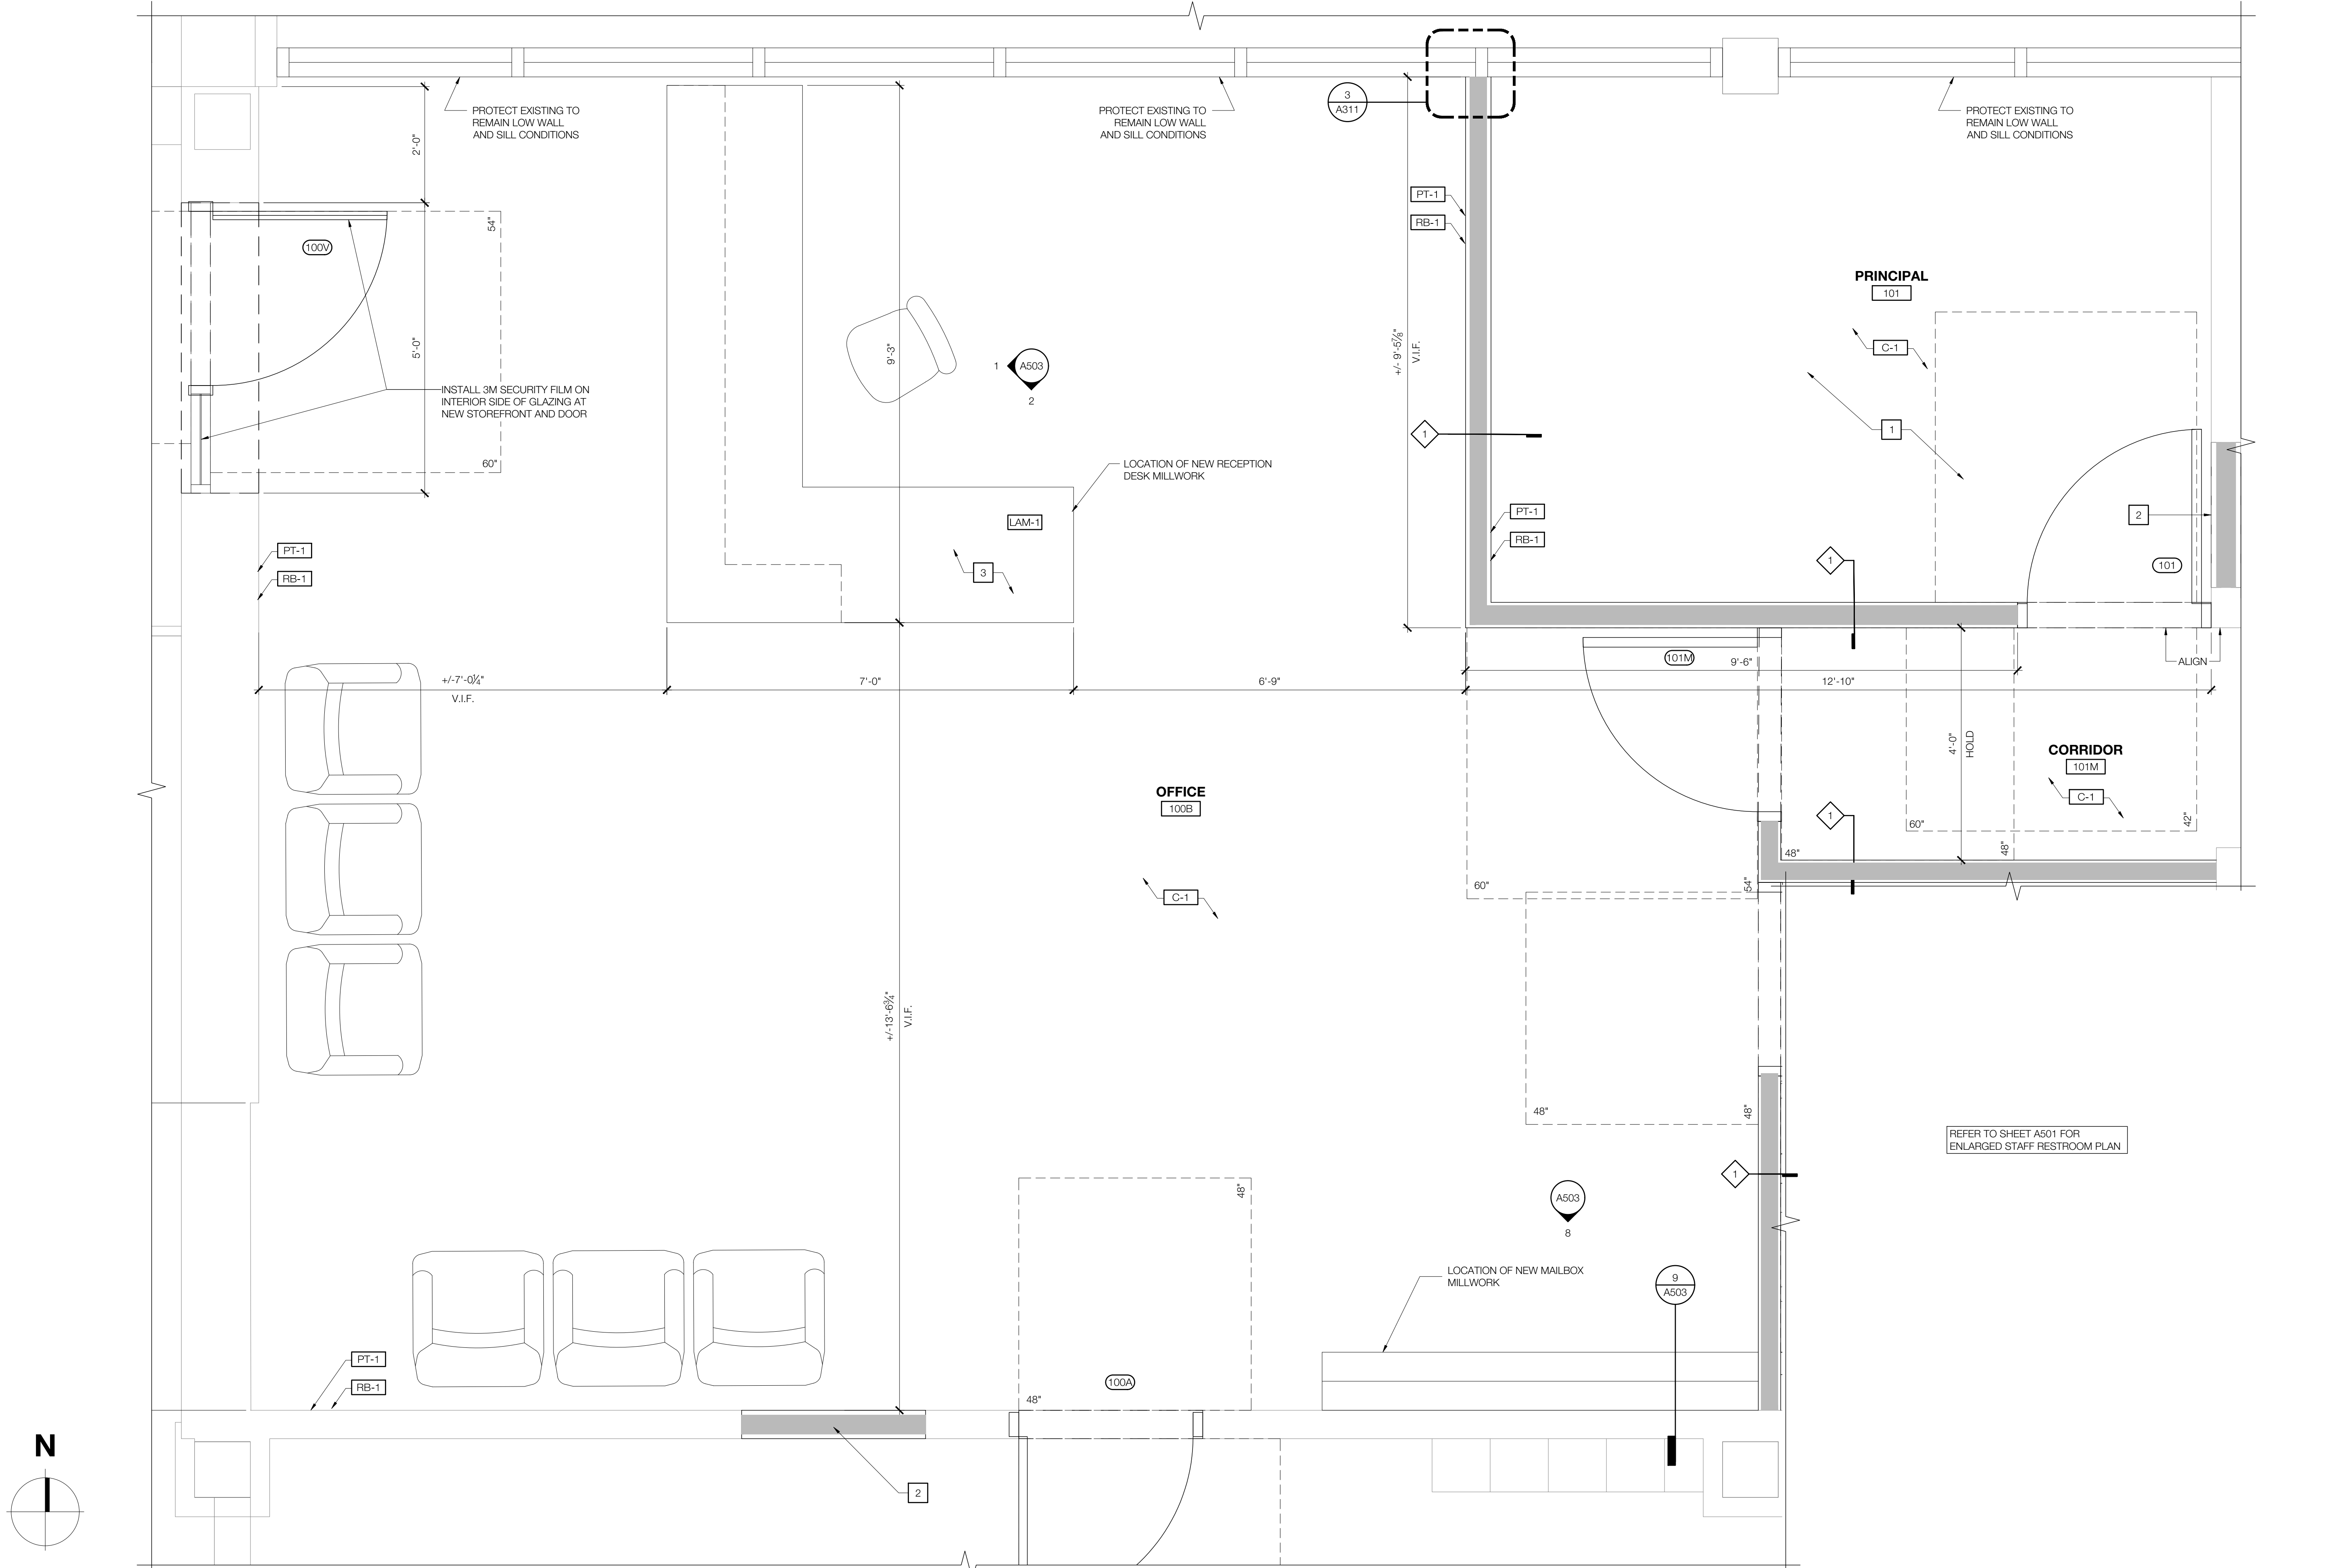 PROTECT EXISTING TO
REMAIN LOW WALL
AND SILL CONDITIONS
PROTECT EXISTING TO
REMAIN LOW WALL
AND SILL CONDITIONS
3
A311
PROTECT EXISTING TO
REMAIN LOW WALL
AND SILL CONDITIONS
2'-0"
54"
100V
5'-0"
INSTALL 3M SECURITY FILM ON
INTERIOR SIDE OF GLAZING AT
NEW STOREFRONT AND DOOR
60"
9'-3"
1
A503
2
LOCATION OF NEW RECEPTION
DESK MILLWORK
LAM-1
3
PT-1
RB-1
+/- 9'-5⅞"
V.I.F.
1
PT-1
RB-1
PRINCIPAL
101
C-1
1
2
1
101
PT-1
RB-1
+/-7'-0¼"
V.I.F.
7'-0"
6'-9"
101M
9'-6"
12'-10"
ALIGN
4'-0"
HOLD
CORRIDOR
101M
C-1
OFFICE
100B
C-1
1
60"
42"
48"
48"
60"
54"
+/-13'-6¾"
V.I.F.
48"
48"
REFER TO SHEET A501 FOR
ENLARGED STAFF RESTROOM PLAN
1
48"
A503
8
LOCATION OF NEW MAILBOX
MILLWORK
9
A503
PT-1
RB-1
100A
48"
N
2